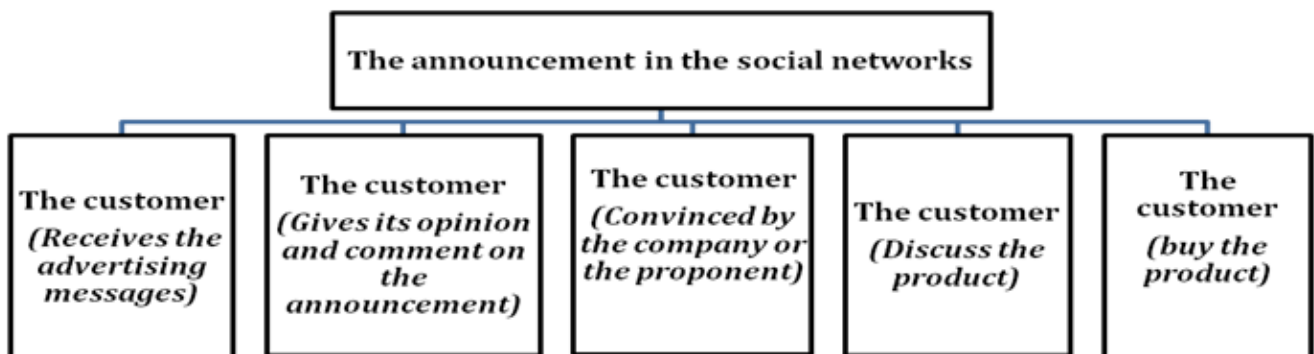 The announcement in the social networks
The customer
(Receives the
advertising
messages)
The customer
(Gives its opinion
and comment on
the
announcement)
The customer
(Convinced by
the company or
the proponent)
The customer
(Discuss the
product)
The
customer
(buy the
product)